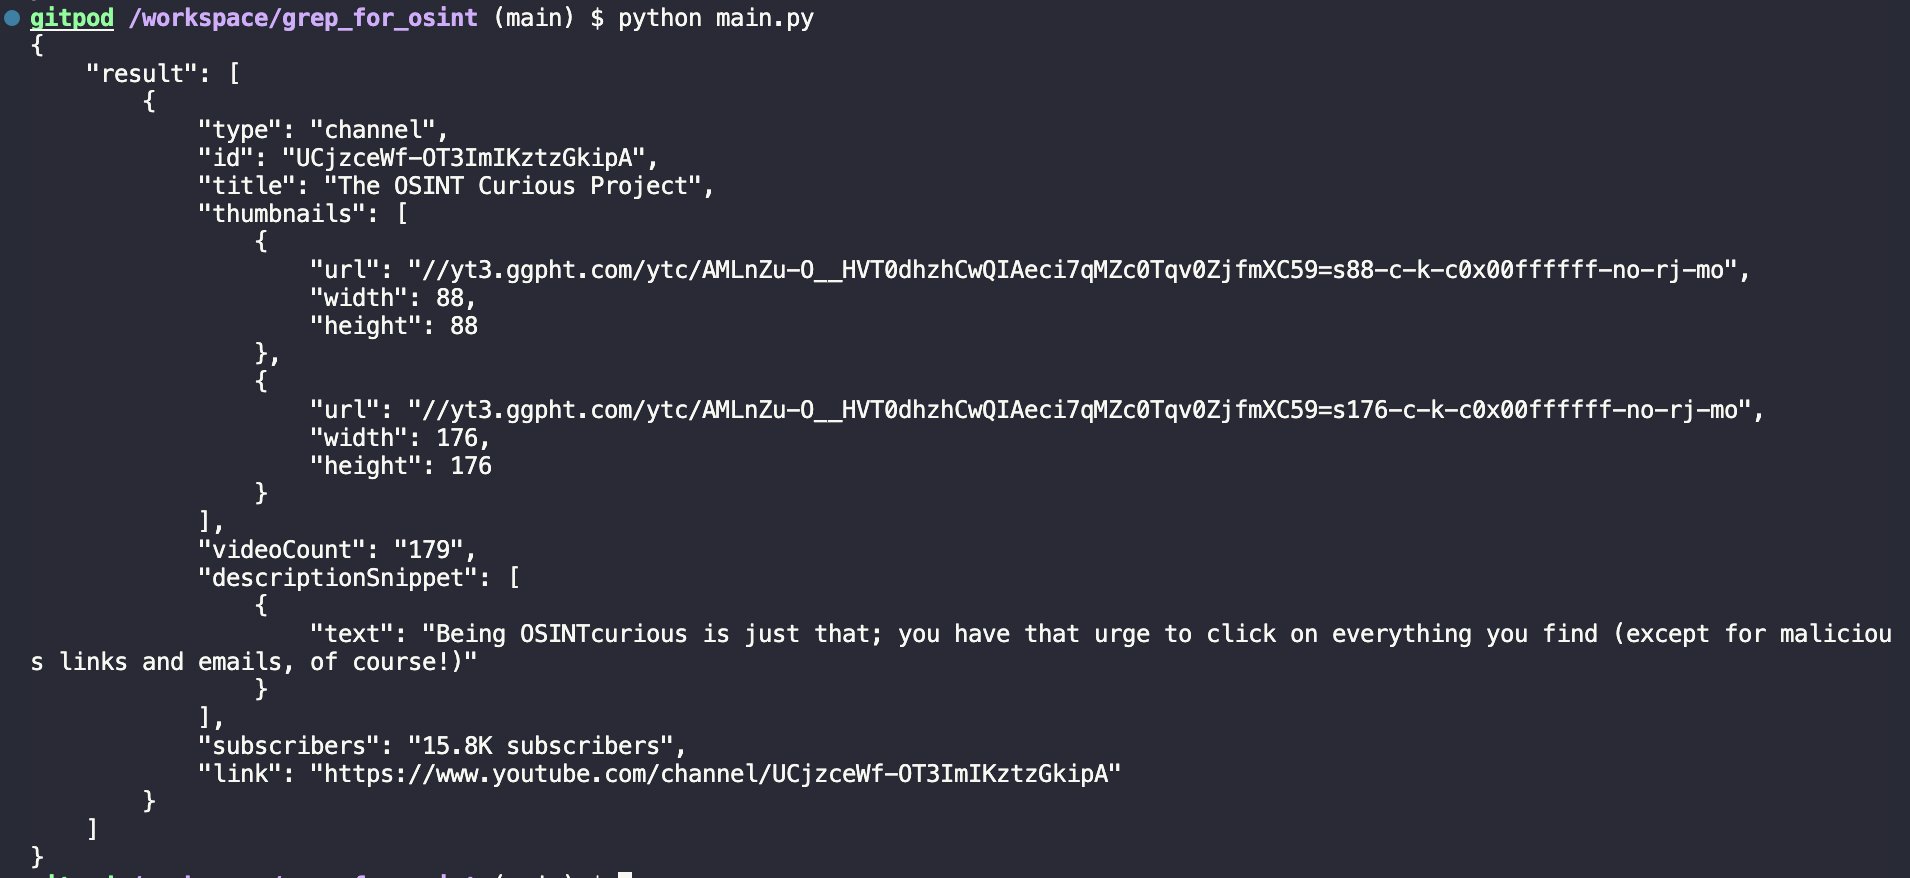 gitpod /workspace/grep_for_osint (main) $ python main.py
{
    "result": [
        {
            "type": "channel",
            "id": "UCjzceWf-OT3ImIKztzGkipA",
            "title": "The OSINT Curious Project",
            "thumbnails": [
                {
                    "url": "//yt3.ggpht.com/ytc/AMLnZu-O__HVT0dhzhCwQIAeci7qMZc0Tqv0ZjfmXC59=s88-c-k-c0x00ffffff-no-rj-mo",
                    "width": 88,
                    "height": 88
                },
                {
                    "url": "//yt3.ggpht.com/ytc/AMLnZu-O__HVT0dhzhCwQIAeci7qMZc0Tqv0ZjfmXC59=s176-c-k-c0x00ffffff-no-rj-mo",
                    "width": 176,
                    "height": 176
                }
            ],
            "videoCount": "179",
            "descriptionSnippet": [
                {
                    "text": "Being OSINTcurious is just that; you have that urge to click on everything you find (except for maliciou
s links and emails, of course!)"
                }
            ],
            "subscribers": "15.8K subscribers",
            "link": "https://www.youtube.com/channel/UCjzceWf-OT3ImIKztzGkipA"
        }
    ]
}